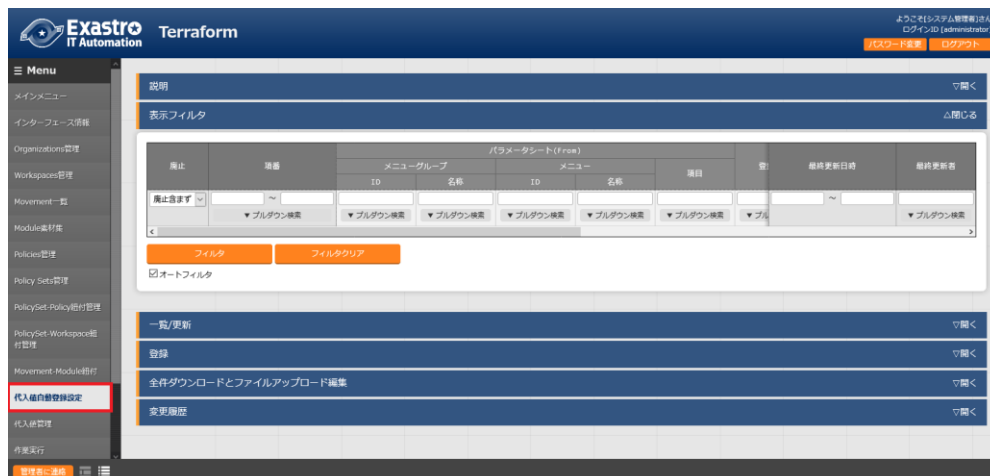 Exastro
IT Automation
Terraform
ようこそ[システム管理者]さん
ログインID [administrator]
パスワード変更
ログアウト
Menu
メインメニュー
インターフェース情報
Organizations管理
Workspaces管理
Movement一覧
Module素材集
Policies管理
Policy Sets管理
PolicySet-Policy紐付管理
PolicySet-Workspace紐
付管理
Movement-Module紐付
代入値自動登録設定
代入値管理
作業実行
管理者に連絡
説明
▽開く
表示フィルタ
△閉じる
廃止
項番
パラメータシート(From)
メニューグループ
メニュー
項目
登
最終更新日時
最終更新者
ID
名称
ID
名称
廃止含まず
~
~
▼ プルダウン検索
▼ プルダウン検索
▼ プルダウン検索
▼ プルダウン検索
▼ プルダウン検索
▼ プルダウン検索
▼ プル
▼ プルダウン検索
フィルタ
フィルタクリア
オートフィルタ
一覧/更新
▽開く
登録
▽開く
全件ダウンロードとファイルアップロード編集
▽開く
変更履歴
▽開く